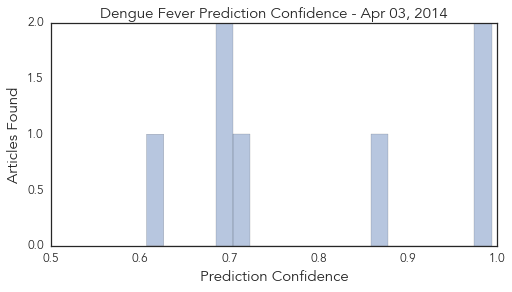 Dengue Fever Prediction Confidence - Apr 03, 2014
2.0
1.5
1.0
0.5
0.0
Articles Found
0.5 0.6 0.7 0.8 0.9 1.0
Prediction Confidence